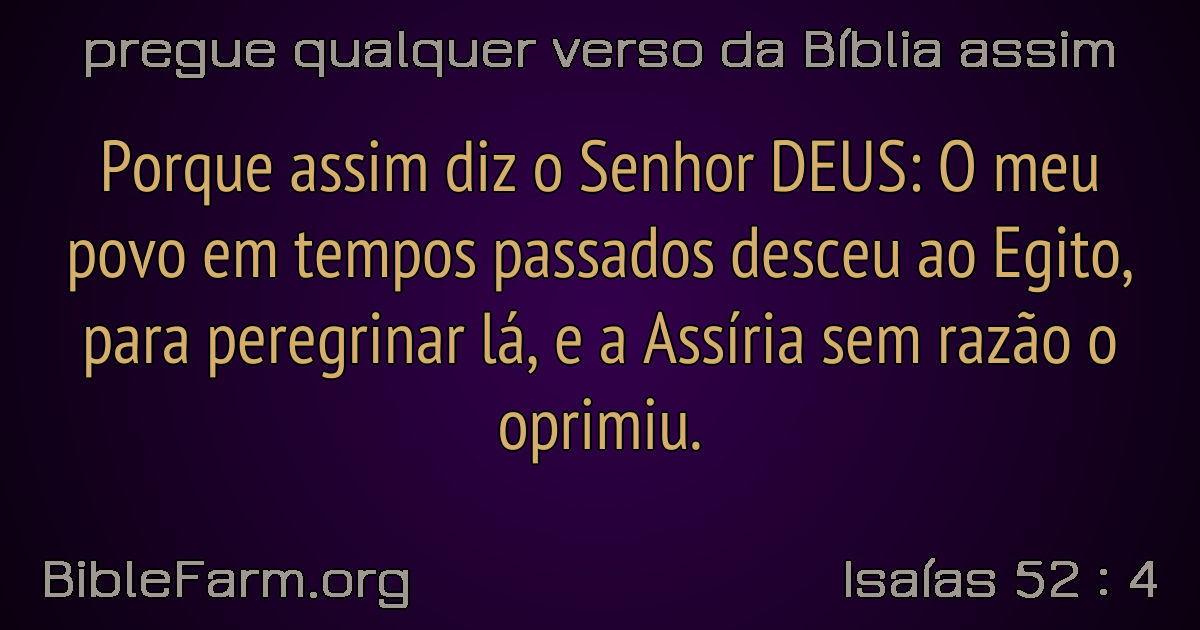 pregue qualquer verso da Bíblia assim
Porque assim diz o Senhor DEUS: O meu
povo em tempos passados desceu ao Egito,
para peregrinar lá, e a Assíria sem razão o
oprimiu.
BibleFarm.org
Isaías 52 : 4